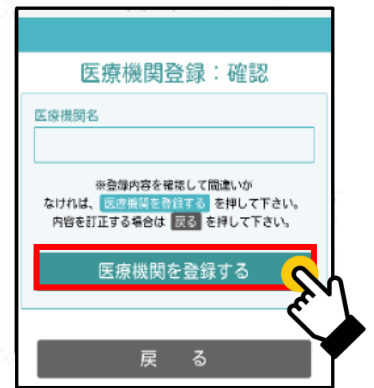 医療機関登録：確認
医療機関名
※登録内容を確認して間違いが
なければ、 医療機関を登録する を押して下さい。
内容を訂正する場合は 戻る を押して下さい。
医療機関を登録する
戻 る